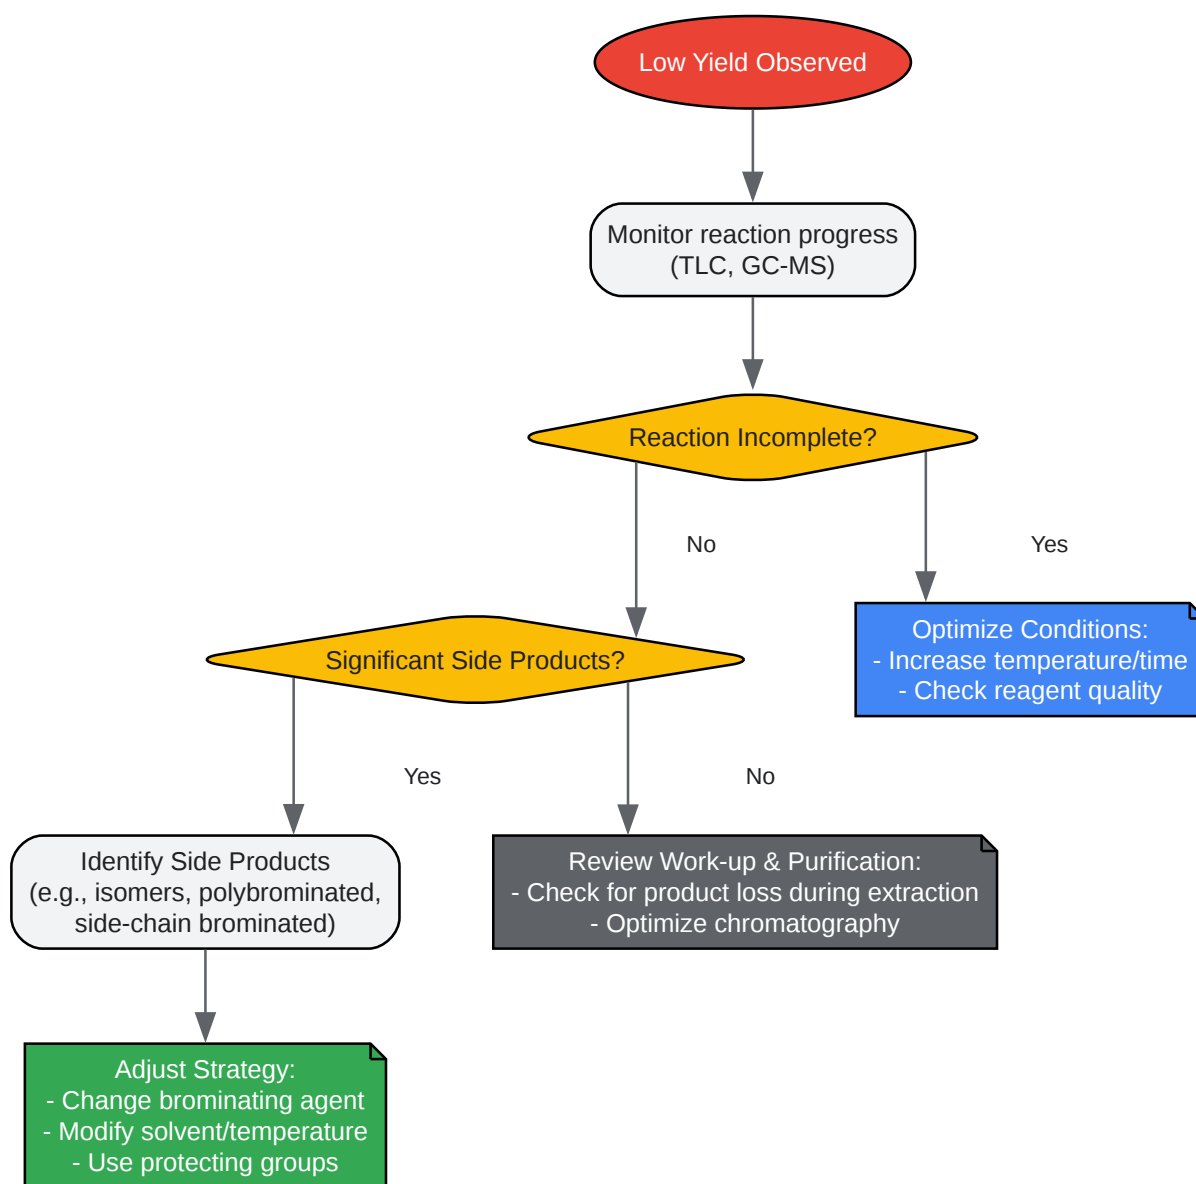 Low Yield Observed
Monitor reaction progress
(TLC, GC-MS)
Reaction Incomplete?
No
Yes
Optimize Conditions:
- Increase temperature/time
- Check reagent quality
Significant Side Products?
Yes
No
Identify Side Products
(e.g., isomers, polybrominated,
side-chain brominated)
Review Work-up & Purification:
- Check for product loss during extraction
- Optimize chromatography
Adjust Strategy:
- Change brominating agent
- Modify solvent/temperature
- Use protecting groups